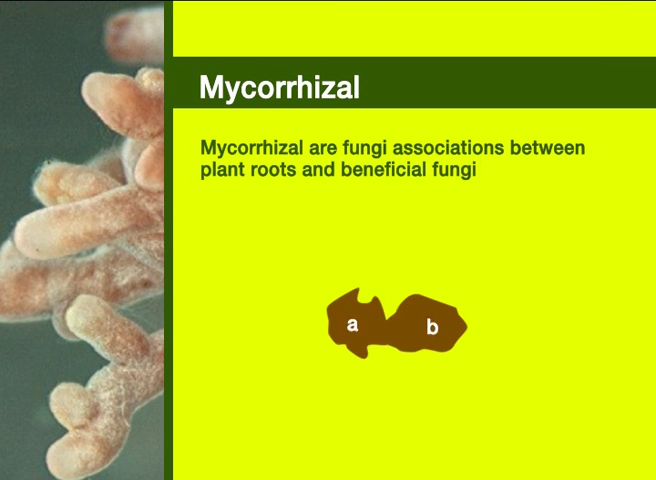 Mycorrhizal
Mycorrhizal are fungi associations between
plant roots and beneficial fungi
a b